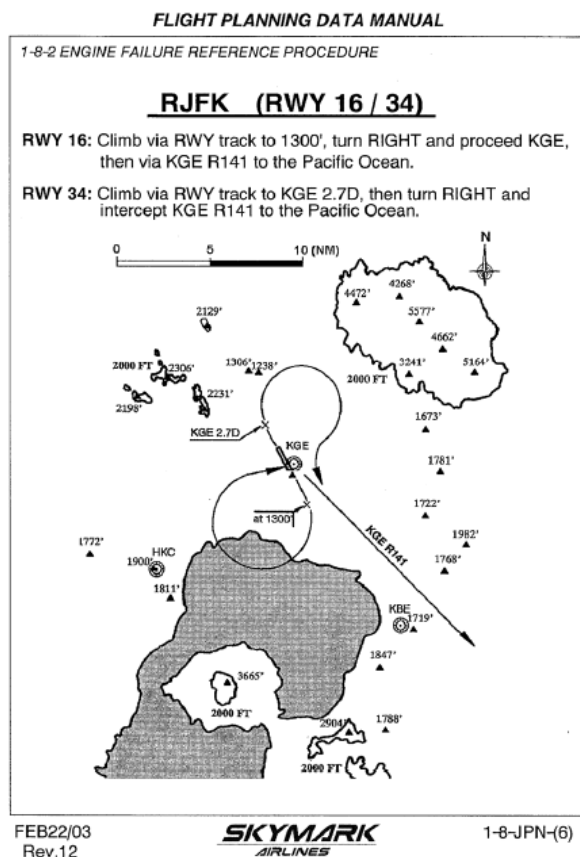 FLIGHT PLANNING DATA MANUAL
1-8-2 ENGINE FAILURE REFERENCE PROCEDURE
RJFK (RWY 16 / 34)
RWY 16: Climb via RWY track to 1300', turn RIGHT and proceed KGE,
then via KGE R141 to the Pacific Ocean.
RWY 34: Climb via RWY track to KGE 2.7D, then turn RIGHT and
intercept KGE R141 to the Pacific Ocean.
0 5 10 (NM)
N
4472' 4268'
5577'
2129'
4662'
1306' 1238'
2000 FT 2306'
3241' 5164'
2000 FT
2198' 2231'
1673'
KGE 2.7D
KGE
1781'
at 1300'
1722'
KGE R141
1982'
1772'
HKC
1900'
1768'
1811'
KBE
1719'
1847'
3665'
2000 FT
2904' 1788'
2000 FT
FEB22/03
Rev.12
SKYMARK
AIRLINES
1-8-JPN-(6)